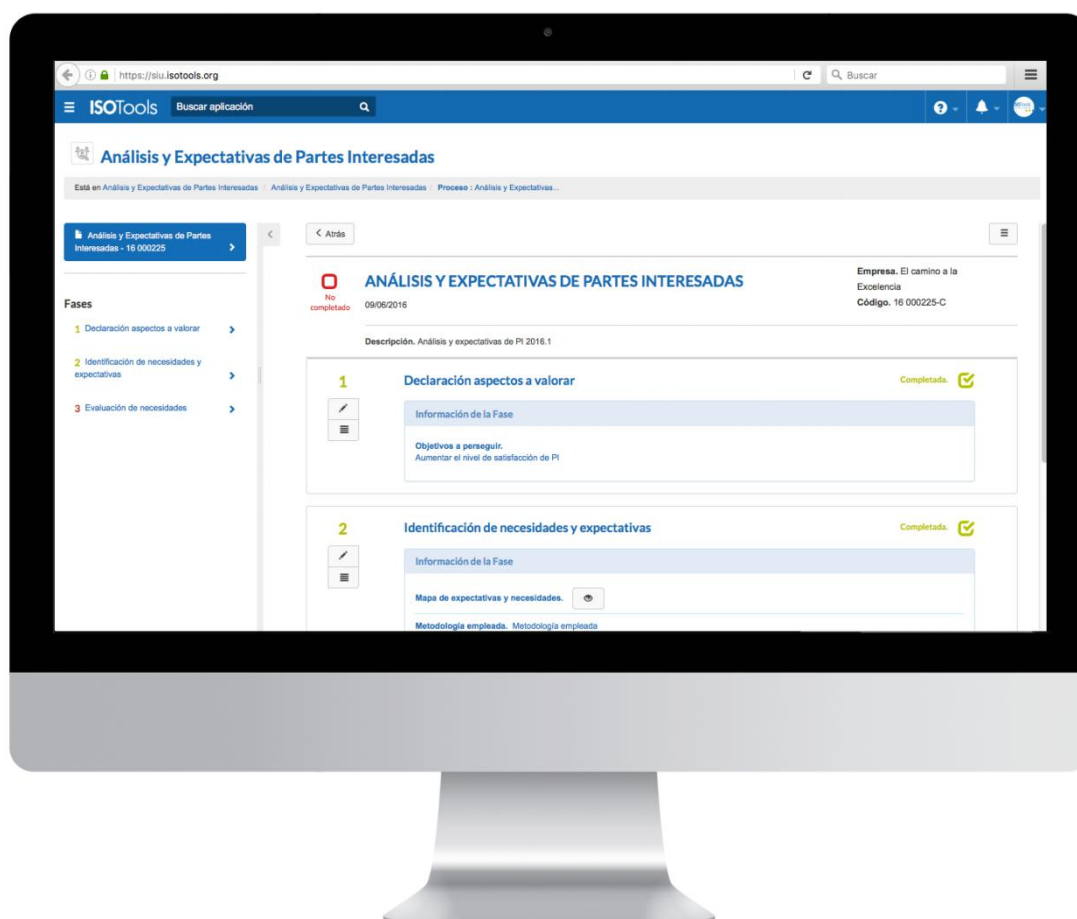 https://siu.isotools.org
Buscar
ISOTools
Buscar aplicación
Análisis y Expectativas de Partes Interesadas
Está en Análisis y Expectativas de Partes Interesadas / Análisis y Expectativas de Partes Interesadas / Proceso : Análisis y Expectativas...
Análisis y Expectativas de Partes
Interesadas - 16 000225
Fases
1 Declaración aspectos a valorar
2 Identificación de necesidades y
expectativas
3 Evaluación de necesidades
Atrás
No
completado
ANÁLISIS Y EXPECTATIVAS DE PARTES INTERESADAS
09/06/2016
Empresa. El camino a la
Excelencia
Código. 16 000225-C
Descripción. Análisis y expectativas de PI 2016.1
1
Declaración aspectos a valorar
Completada.
Información de la Fase
Objetivos a perseguir.
Aumentar el nivel de satisfacción de PI
2
Identificación de necesidades y expectativas
Completada.
Información de la Fase
Mapa de expectativas y necesidades.
Metodología empleada. Metodología empleada